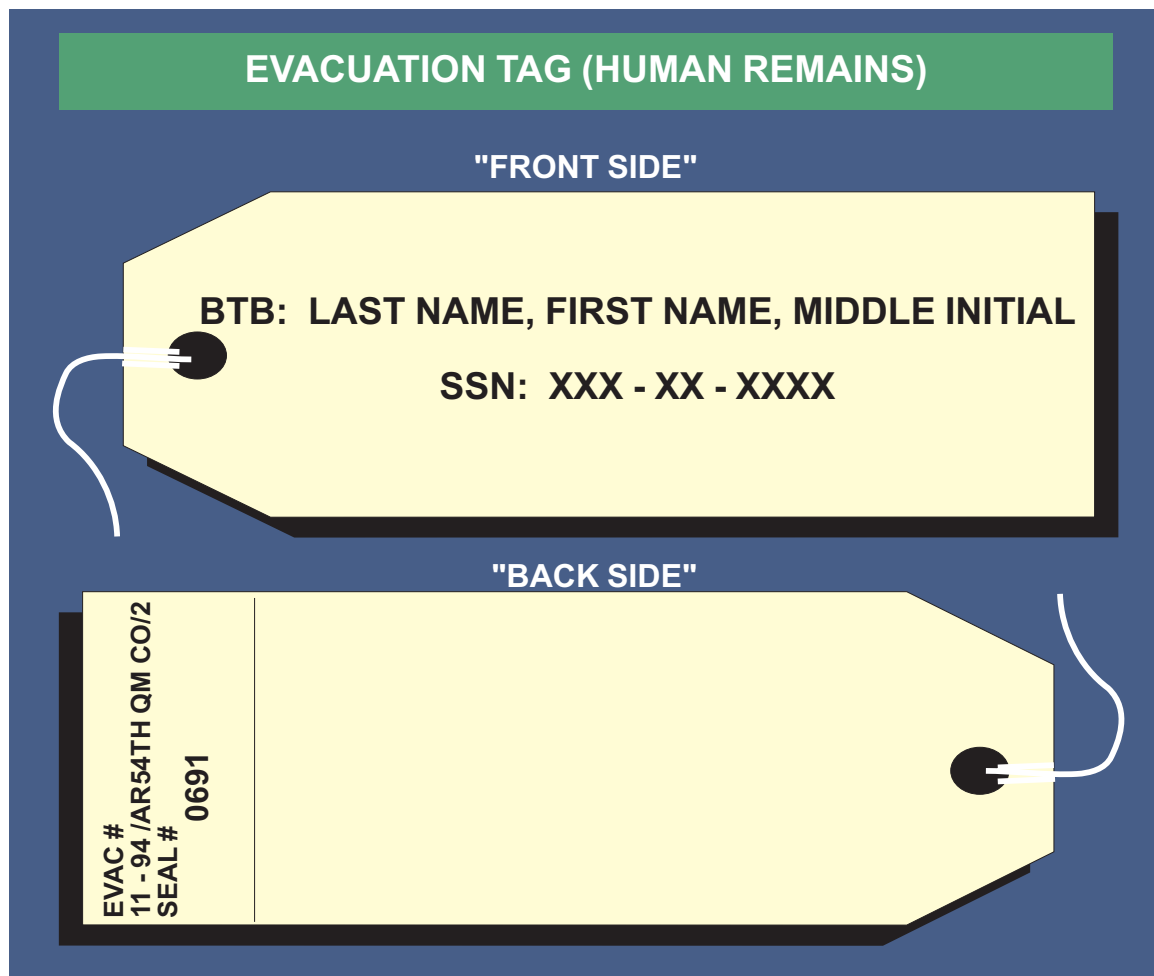 EVACUATION TAG (HUMAN REMAINS)
"FRONT SIDE"
BTB: LAST NAME, FIRST NAME, MIDDLE INITIAL
SSN: XXX - XX - XXXX
"BACK SIDE"
EVAC #
11 - 94 /AR54TH QM CO/2
SEAL #
0691